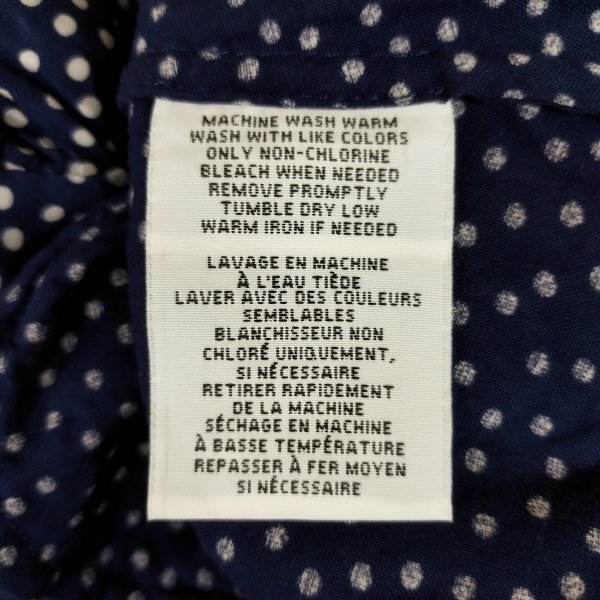 MACHINE WASH WARM
WASH WITH LIKE COLORS
ONLY NON-CHLORINE
BLEACH WHEN NEEDED
REMOVE PROMPTLY
TUMBLE DRY LOW
WARM IRON IF NEEDED
LAVAGE EN MACHINE
À L'EAU TIÈDE
LAVER AVEC DES COULEURS
SEMBLABLES
BLANCHISSEUR NON
CHLORÉ UNIQUEMENT,
SI NÉCESSAIRE
RETIRER RAPIDEMENT
DE LA MACHINE
SÉCHAGE EN MACHINE
À BASSE TEMPÉRATURE
REPASSER À FER MOYEN
SI NÉCESSAIRE